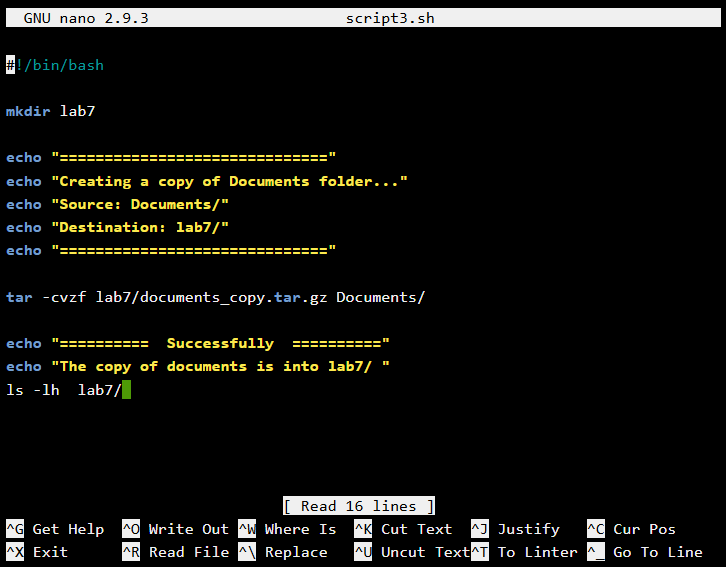 GNU nano 2.9.3 script3.sh
#!/bin/bash
mkdir lab7
echo "=============================="
echo "Creating a copy of Documents folder..."
echo "Source: Documents/"
echo "Destination: lab7/"
echo "=============================="
tar -cvzf lab7/documents_copy.tar.gz Documents/
echo "==========  Successfully  =========="
echo "The copy of documents is into lab7/ "
ls -lh  lab7/
[ Read 16 lines ]
^G Get Help ^O Write Out ^W Where Is ^K Cut Text ^J Justify ^C Cur Pos
^X Exit ^R Read File ^\ Replace ^U Uncut Text ^T To Linter ^_ Go To Line